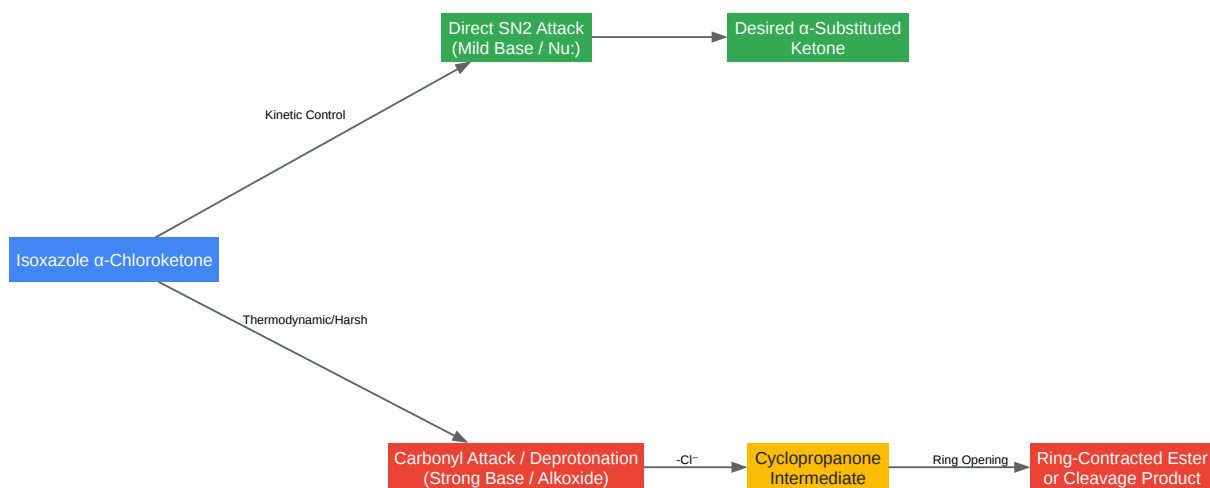 Direct SN2 Attack
(Mild Base / Nu:)
Desired α-Substituted
Ketone
Kinetic Control
Isoxazole α-Chloroketone
Thermodynamic/Harsh
Carbonyl Attack / Deprotonation
(Strong Base / Alkoxide)
-Cl⁻
Cyclopropanone
Intermediate
Ring Opening
Ring-Contracted Ester
or Cleavage Product